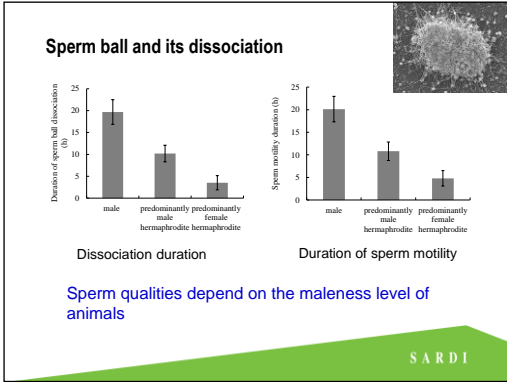 Sperm ball and its dissociation
Duration of sperm ball dissociation
(h)
25
20
15
10
5
0
male
predominantly
male
hermaphrodite
predominantly
female
hermaphrodite
Dissociation duration
Sperm motility duration (h)
25
20
15
10
5
0
male
predominantly
male
hermaphrodite
predominantly
female
hermaphrodite
Duration of sperm motility
Sperm qualities depend on the maleness level of
animals
SARDI